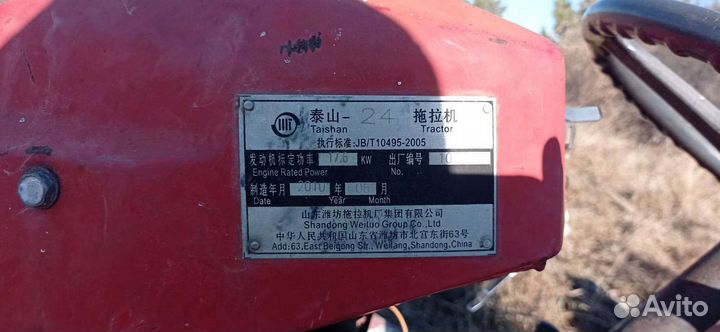 泰山-24 拖拉机
Taishan Tractor
执行标准:JB/T10495-2005
发动机标定功率 17.6 KW 出厂编号 10
Engine Rated Power No.
制造年月 2010 年 05 月
Date Year Month
山东潍坊拖拉机厂集团有限公司
Shandong Weituo Group Co.,Ltd
中华人民共和国山东省潍坊市北宫东街63号
Add:63,East Beigong Str., Weifang,Shandong,China
Avito